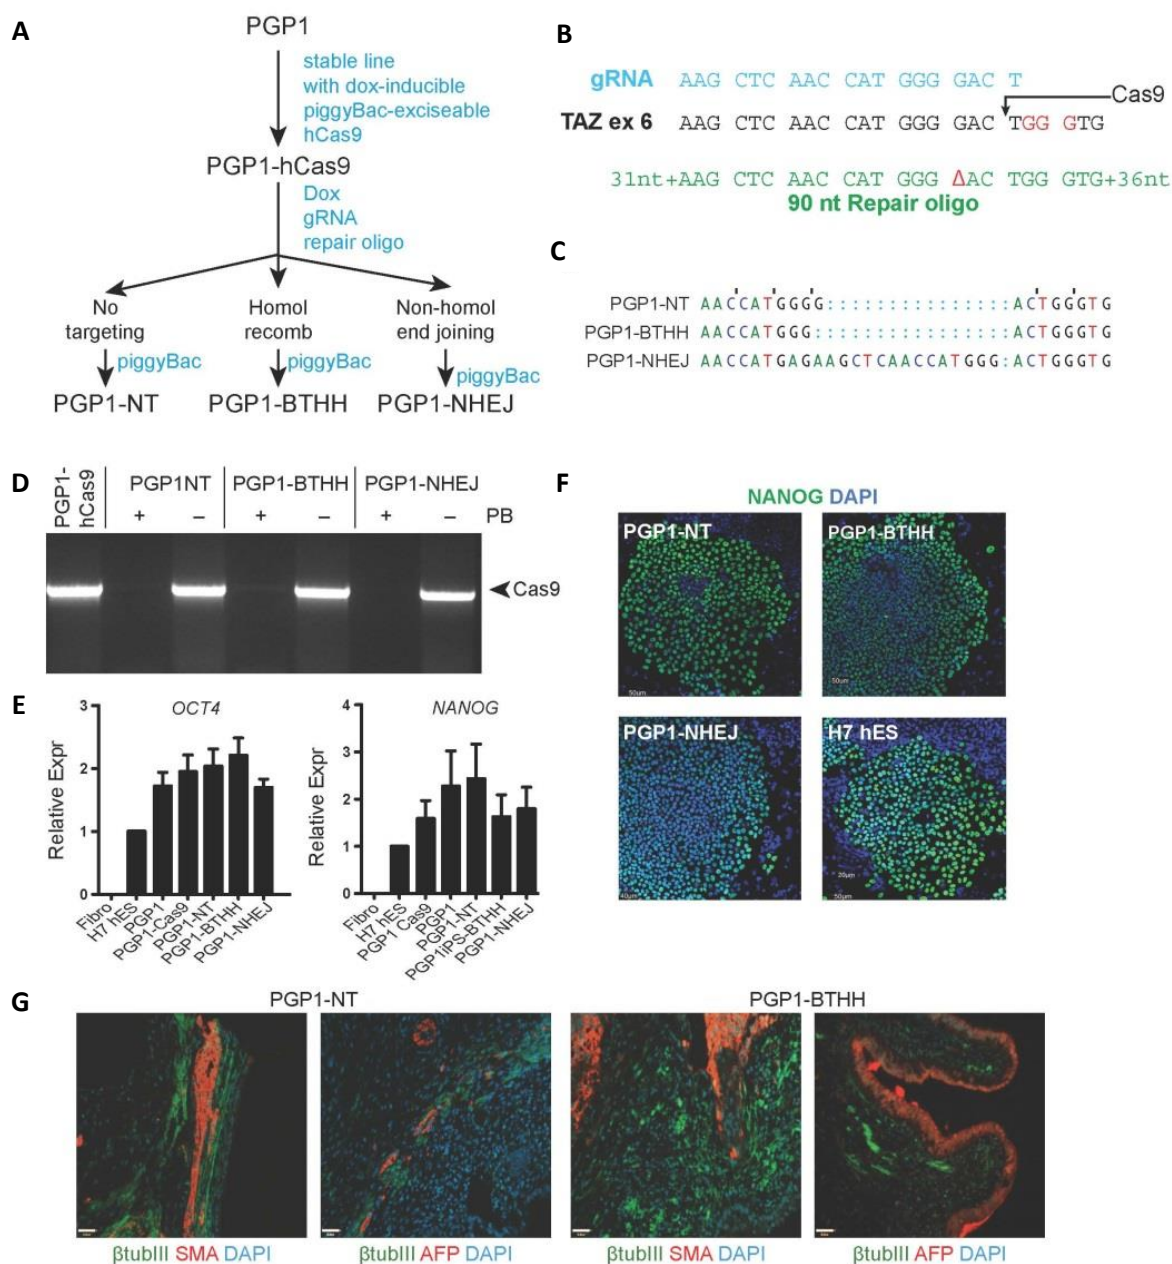 A
PGP1
stable line
with dox-inducible
piggyBac-exciseable
hCas9
PGP1-hCas9
Dox
gRNA
repair oligo
No
targeting
Homol
recomb
Non-homol
end joining
piggyBac
piggyBac
piggyBac
PGP1-NT
PGP1-BTHH
PGP1-NHEJ
B
gRNA AAG CTC AAC CAT GGG GAC T
Cas9
TAZ ex 6 AAG CTC AAC CAT GGG GAC TGG GTG
31nt+AAG CTC AAC CAT GGG ΔAC TGG GTG+36nt
90 nt Repair oligo
C
PGP1-NT AACCATGGGG:::::::::::::::ACTGGGTG
PGP1-BTHH AACCATGGG::::::::::::::::ACTGGGTG
PGP1-NHEJ AACCATGAGAAGCTCAACCATGGG:ACTGGGTG
D
PGP1-
hCas9
PGP1NT
PGP1-BTHH
PGP1-NHEJ
+ – + – + – PB
Cas9
E
OCT4
Relative Expr
3
2
1
0
Fibro
H7 hES
PGP1
PGP1-Cas9
PGP1-NT
PGP1-BTHH
PGP1-NHEJ
NANOG
Relative Expr
4
3
2
1
0
Fibro
H7 hES
PGP1 Cas9
PGP1
PGP1-NT
PGP1iPS-BTHH
PGP1-NHEJ
F
NANOG DAPI
PGP1-NT
50µm
PGP1-BTHH
50µm
PGP1-NHEJ
40µm
H7 hES
20µm
50µm
G
PGP1-NT
PGP1-BTHH
βtubIII SMA DAPI
βtubIII AFP DAPI
βtubIII SMA DAPI
βtubIII AFP DAPI